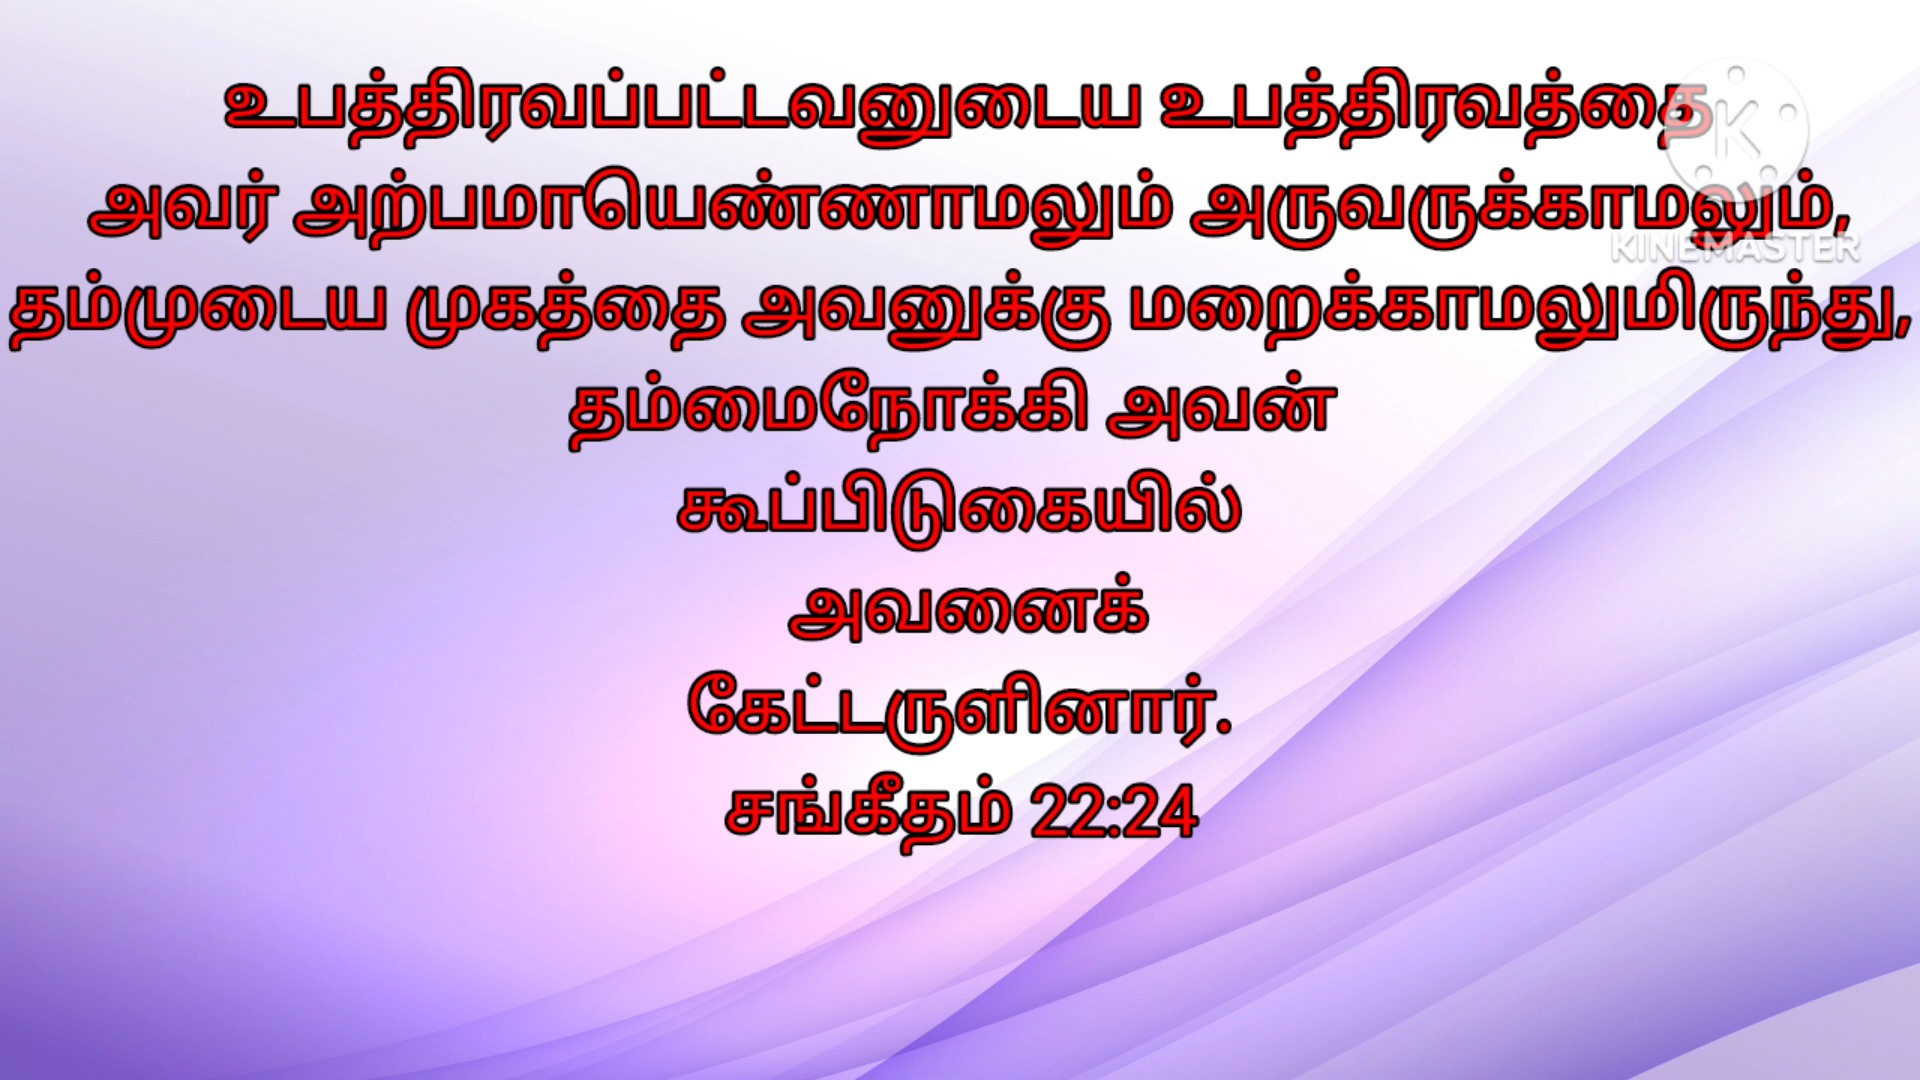 உபத்திரவப்பட்டவனுடைய உபத்திரவத்தை
அவர் அற்பமாயெண்ணாமலும் அருவருக்காமலும்,
தம்முடைய முகத்தை அவனுக்கு மறைக்காமலுமிருந்து,
தம்மைநோக்கி அவன்
கூப்பிடுகையில்
அவனைக்
கேட்டருளினார்.
சங்கீதம் 22:24
K
KINEMASTER